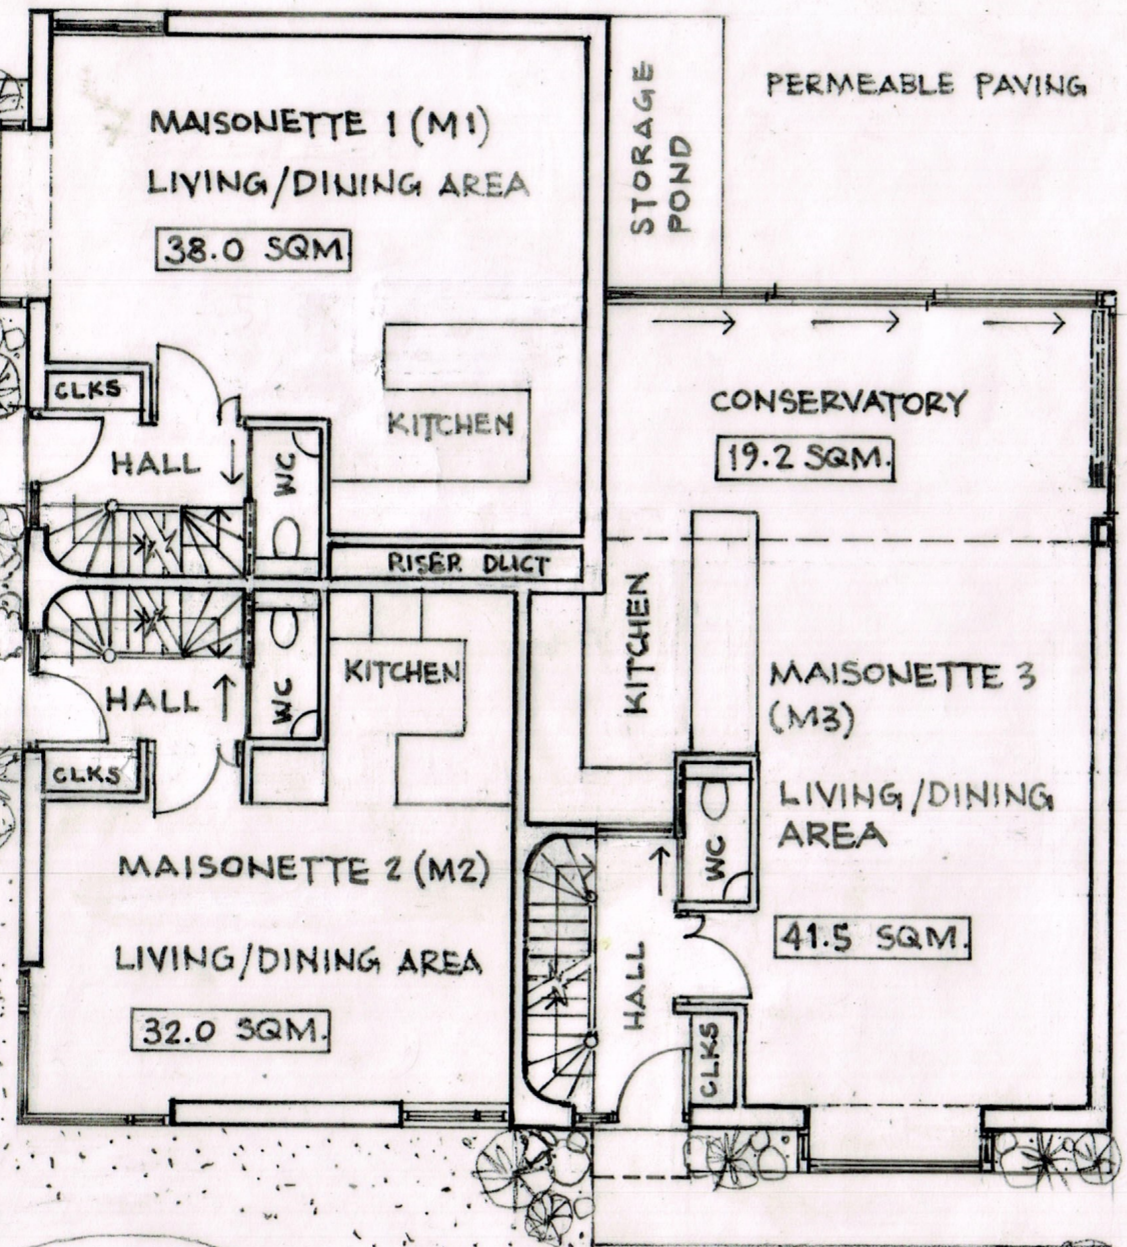 MAISONETTE 1 (M1)
LIVING/DINING AREA
38.0 SQM.
STORAGE
POND
PERMEABLE PAVING
CLKS
HALL
WC
KITCHEN
RISER DUCT
CONSERVATORY
19.2 SQM.
HALL
WC
KITCHEN
CLKS
MAISONETTE 2 (M2)
LIVING/DINING AREA
32.0 SQM.
KITCHEN
MAISONETTE 3
(M3)
LIVING/DINING
AREA
41.5 SQM.
WC
HALL
CLKS